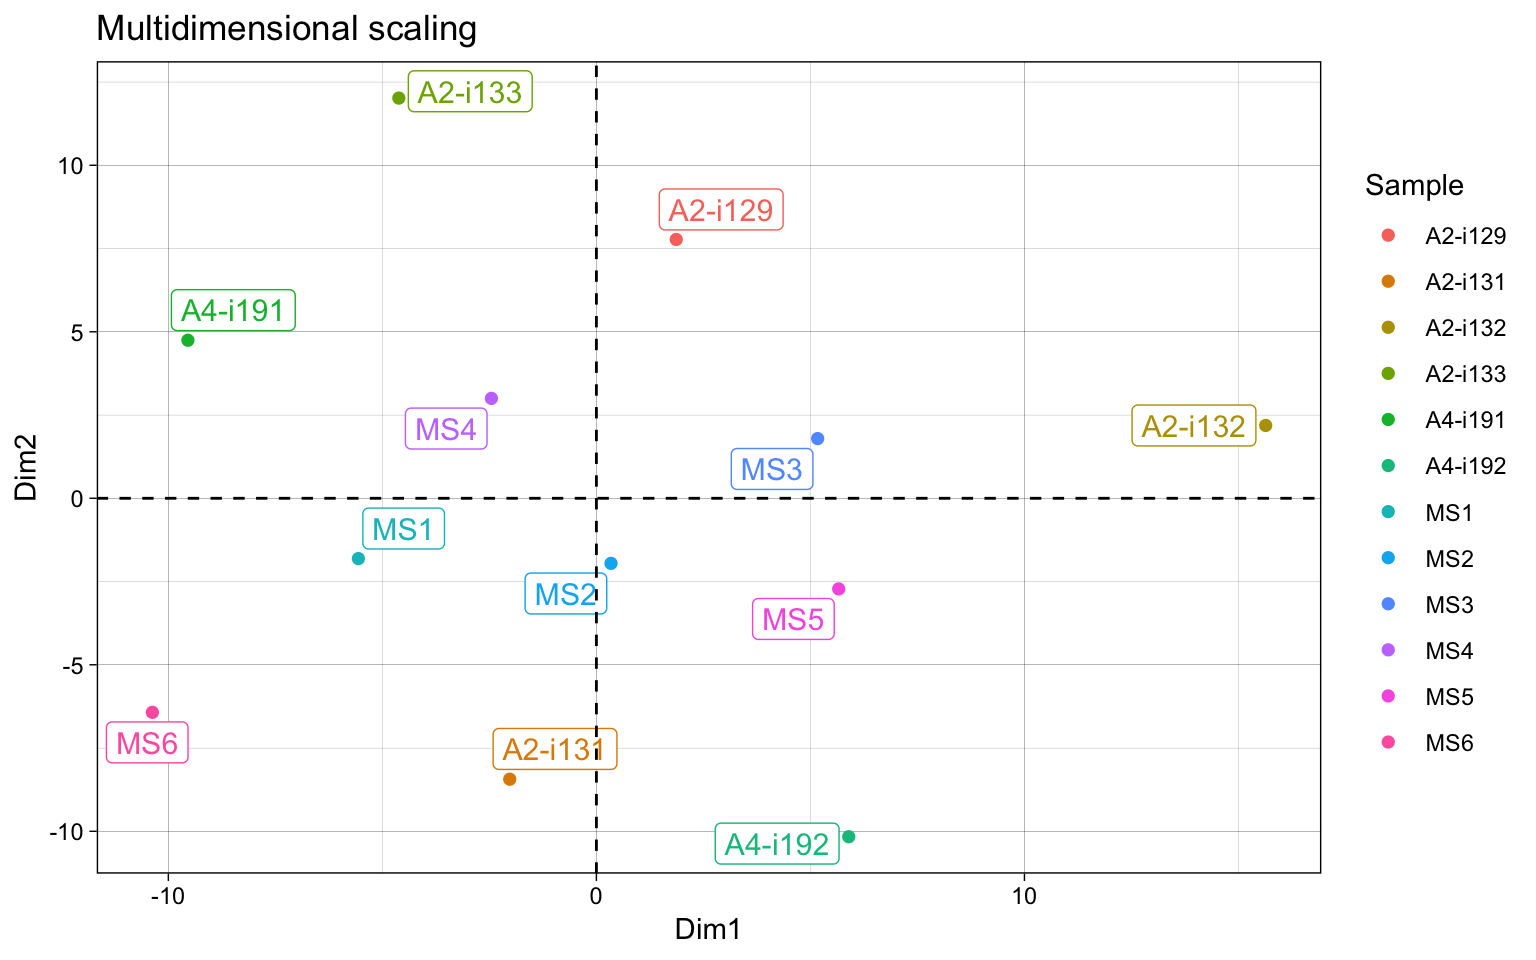 Multidimensional scaling
A2-i133
A2-i129
A4-i191
MS4
MS3
A2-i132
MS1
MS2
MS5
MS6
A2-i131
A4-i192
10
5
0
-5
-10
Dim2
-10
0
10
Dim1
Sample
A2-i129
A2-i131
A2-i132
A2-i133
A4-i191
A4-i192
MS1
MS2
MS3
MS4
MS5
MS6